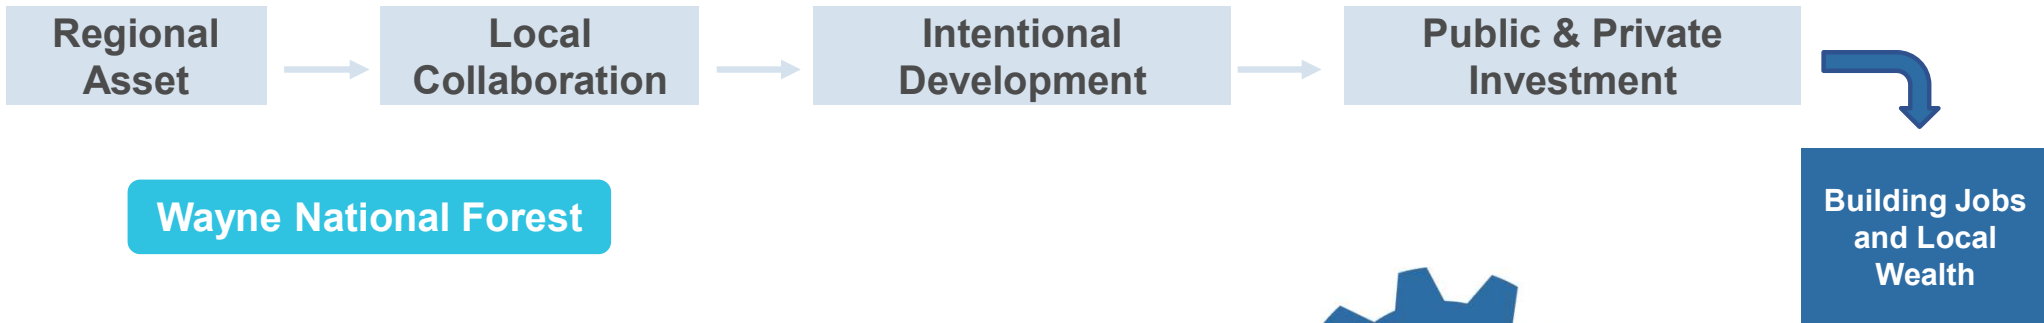 Regional
Asset
Local
Collaboration
Intentional
Development
Public & Private
Investment
Wayne National Forest
Building Jobs
and Local
Wealth